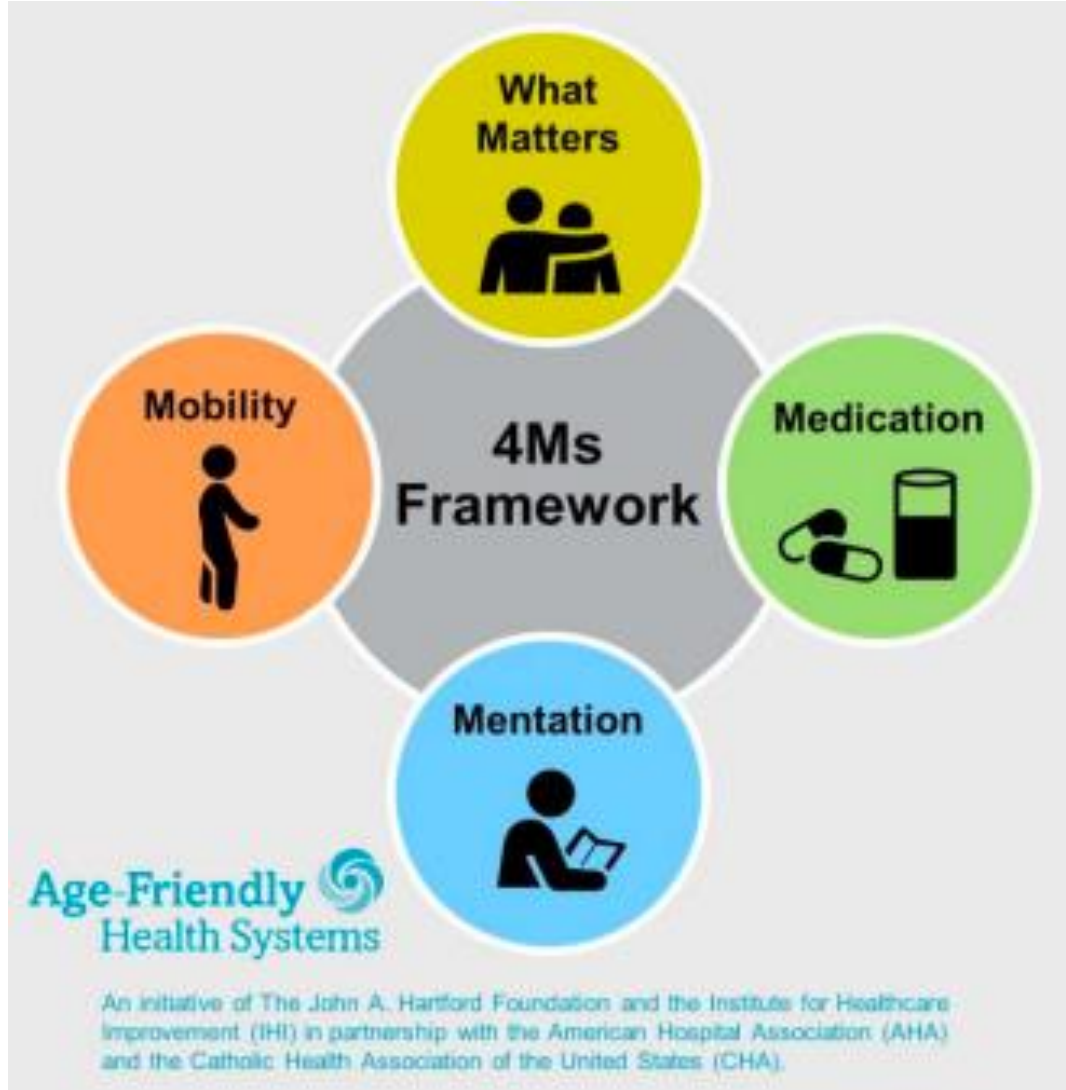 What
Matters
Mobility
4Ms
Framework
Medication
Mentation
Age-Friendly
Health Systems
An initiative of The John A. Hartford Foundation and the Institute for Healthcare
Improvement (IHI) in partnership with the American Hospital Association (AHA)
and the Catholic Health Association of the United States (CHA).